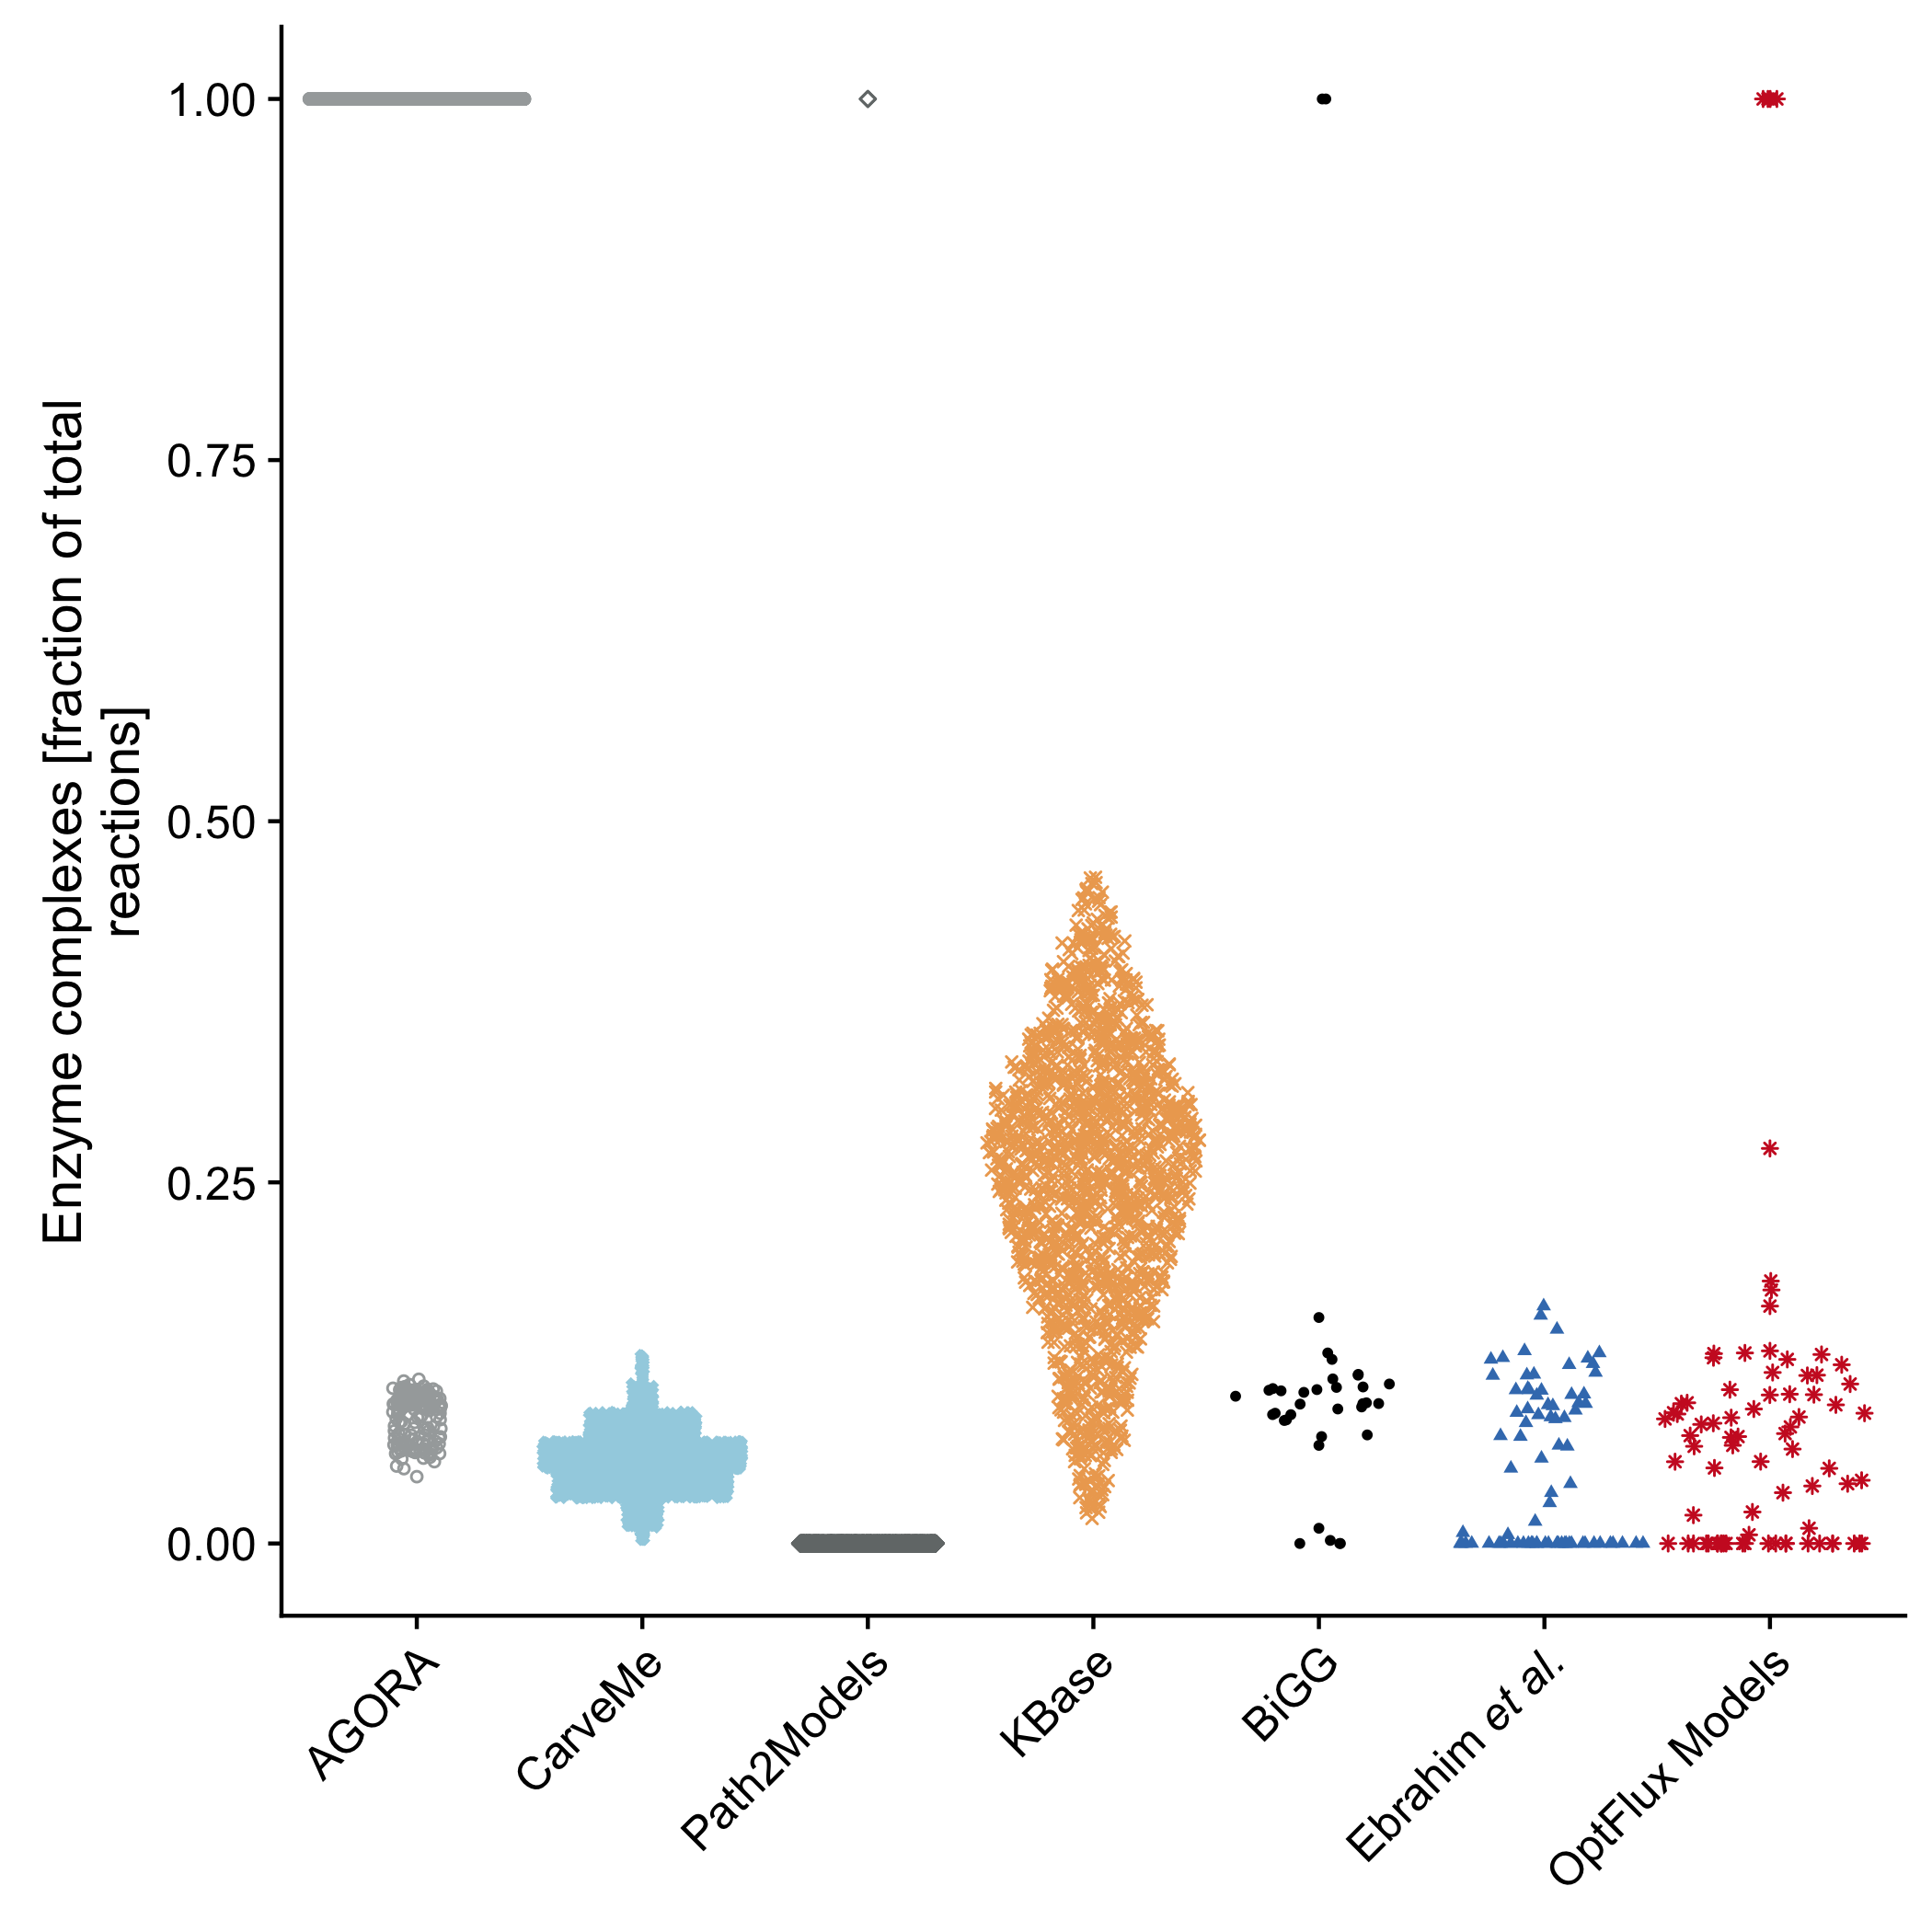 Enzyme complexes [fraction of total
reactions]
1.00
0.75
0.50
0.25
0.00
AGORA
CarveMe
Path2Models
KBase
BiGG
Ebrahim et al.
OptFlux Models